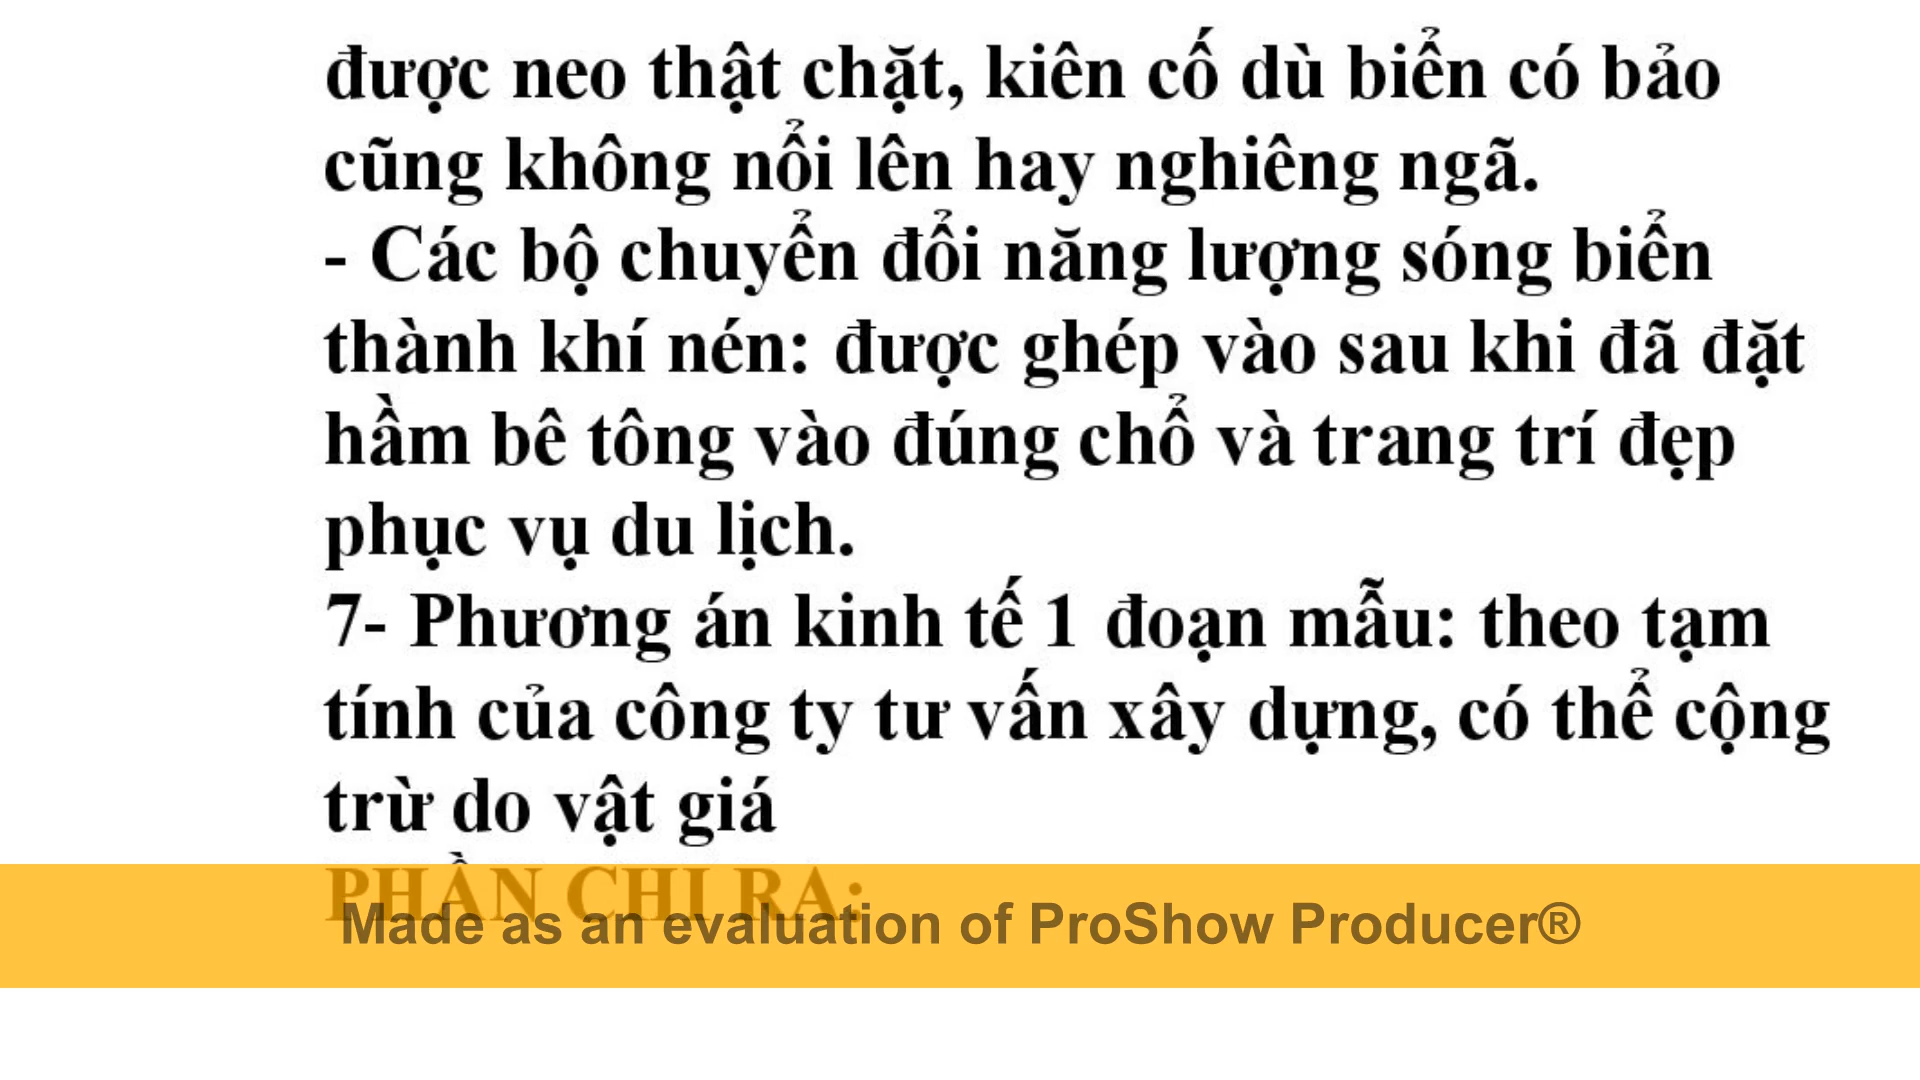 được neo thật chặt, kiên cố dù biển có bảo
cũng không nổi lên hay nghiêng ngã.
- Các bộ chuyển đổi năng lượng sóng biển
thành khí nén: được ghép vào sau khi đã đặt
hầm bê tông vào đúng chổ và trang trí đẹp
phục vụ du lịch.
7- Phương án kinh tế 1 đoạn mẫu: theo tạm
tính của công ty tư vấn xây dựng, có thể cộng
trừ do vật giá
PHẦN CHI RA:
Made as an evaluation of ProShow Producer®